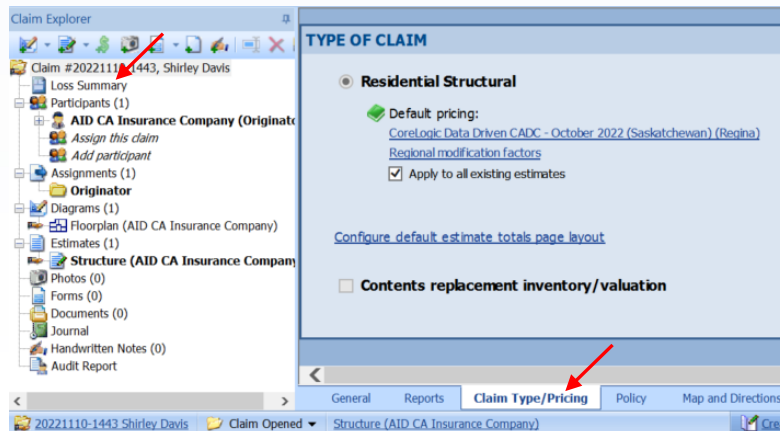 Claim Explorer
Claim #20221110-1443, Shirley Davis
Loss Summary
Participants (1)
AID CA Insurance Company (Originato
Assign this claim
Add participant
Assignments (1)
Originator
Diagrams (1)
Floorplan (AID CA Insurance Company)
Estimates (1)
Structure (AID CA Insurance Company
Photos (0)
Forms (0)
Documents (0)
Journal
Handwritten Notes (0)
Audit Report
TYPE OF CLAIM
Residential Structural
Default pricing:
CoreLogic Data Driven CADC - October 2022 (Saskatchewan) (Regina)
Regional modification factors
Apply to all existing estimates
Configure default estimate totals page layout
Contents replacement inventory/valuation
General Reports Claim Type/Pricing Policy Map and Directions
20221110-1443 Shirley Davis Claim Opened Structure (AID CA Insurance Company) Cre